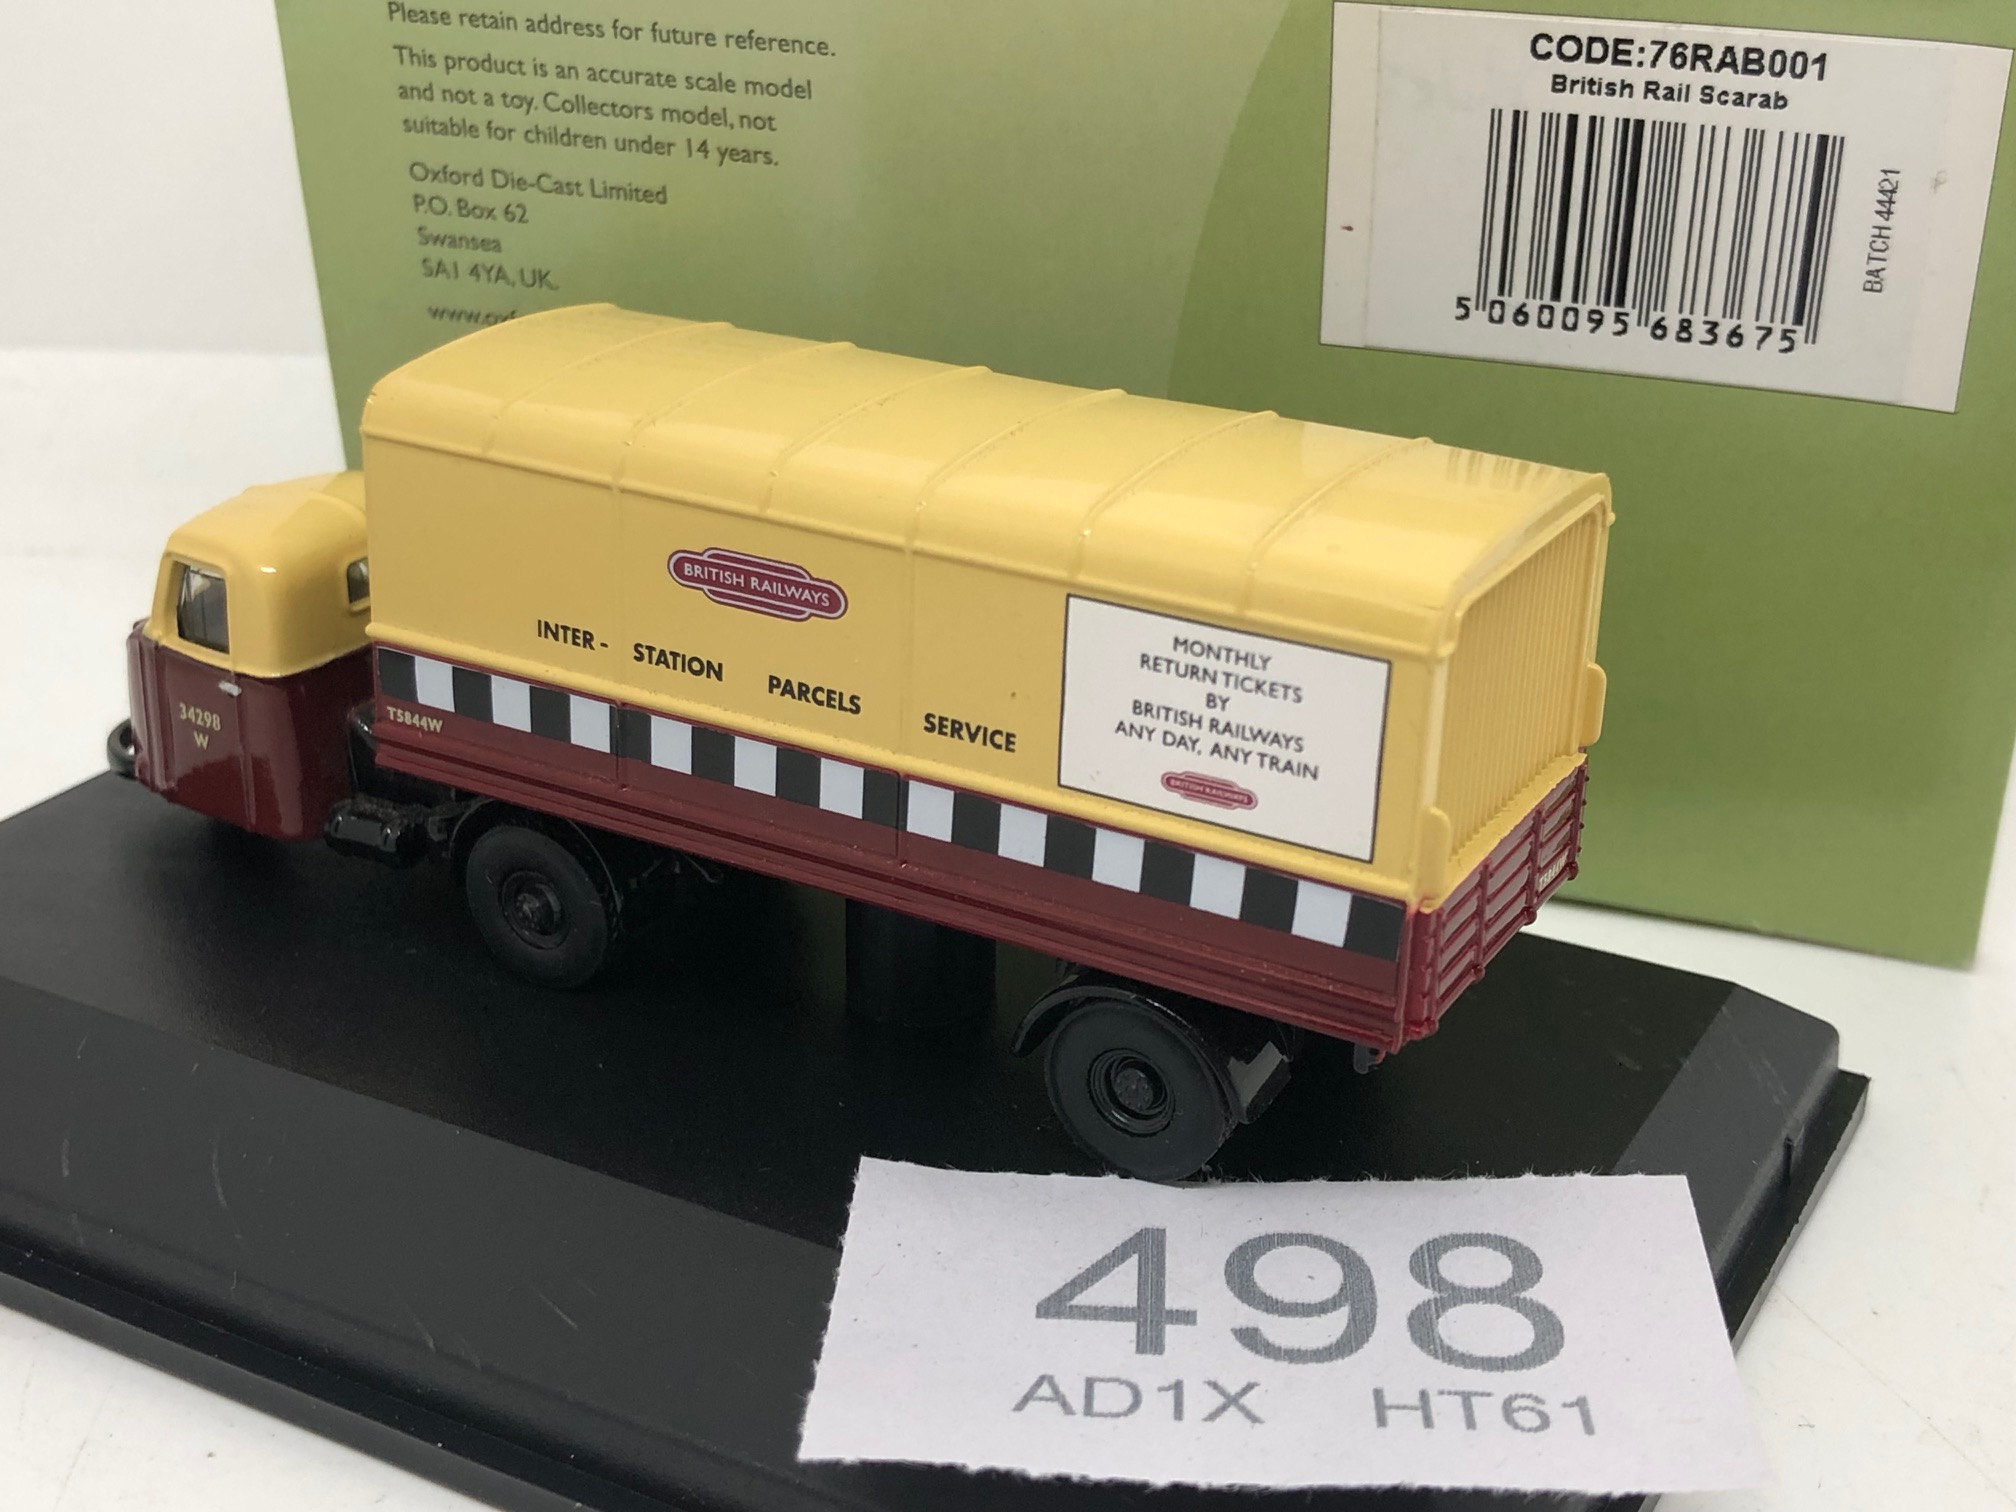 Please retain address for future reference.
This product is an accurate scale model
and not a toy. Collectors model, not
suitable for children under 14 years.
Oxford Die-Cast Limited
P.O. Box 62
Swansea
SA1 4YA, UK.
CODE:76RAB001
British Rail Scarab
BATCH 44421
5 060095 683675
BRITISH RAILWAYS
INTER- STATION PARCELS SERVICE
MONTHLY
RETURN TICKETS
BY
BRITISH RAILWAYS
ANY DAY, ANY TRAIN
BRITISH RAILWAYS
T5844W
34298
W
T5844W
498
AD1X HT61